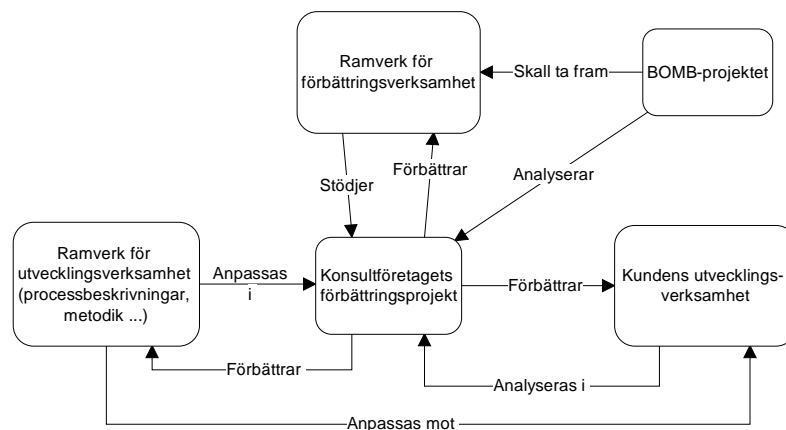 Ramverk för
förbättringsverksamhet
Skall ta fram
BOMB-projektet
Stödjer
Förbättrar
Analyserar
Ramverk för
utvecklingsverksamhet
(processbeskrivningar,
metodik ...)
Anpassas
i
Konsultföretagets
förbättringsprojekt
Förbättrar
Kundens utvecklings-
verksamhet
Förbättrar
Analyseras i
Anpassas mot